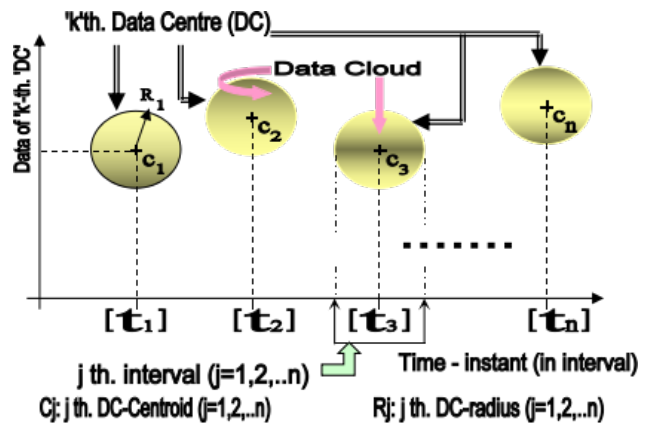 'k'th. Data Centre (DC)
Data of 'k'-th. 'DC'
Data Cloud
R1
c1
c2
c3
cn
[t1] [t2] [t3] [tn]
j th. interval (j=1,2,..n)
Time - instant (in interval)
Cj: j th. DC-Centroid (j=1,2,..n)
Rj: j th. DC-radius (j=1,2,..n)